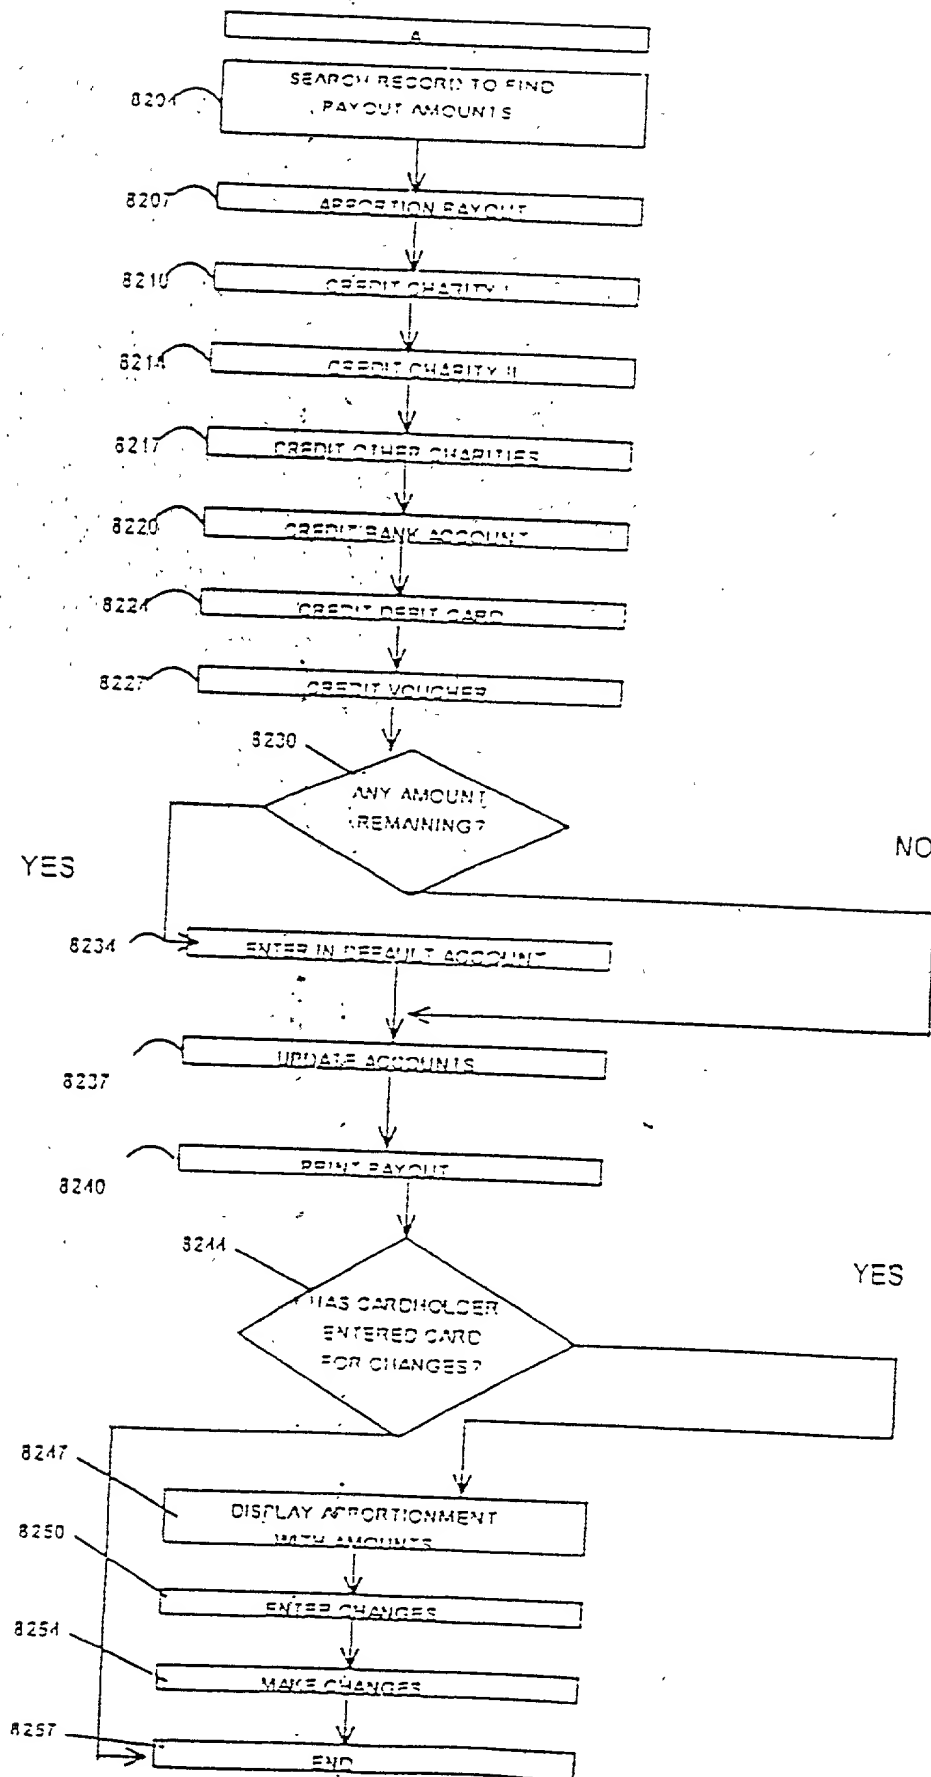 A
SEARCH RECORD TO FIND
PAYOUT AMOUNTS
8204
8207
APPORTION PAYOUT
8210
CREDIT CHARITY I
8214
CREDIT CHARITY II
8217
CREDIT OTHER CHARITIES
8220
CREDIT BANK ACCOUNT
8224
CREDIT DEBIT CARD
8227
CREDIT VOUCHER
8230
ANY AMOUNT
REMAINING?
YES
NO
8234
ENTER IN DEFAULT ACCOUNT
UPDATE ACCOUNTS
8237
PRINT PAYOUT
8240
8244
YES
HAS CARDHOLDER
ENTERED CARD
FOR CHANGES?
8247
DISPLAY APPORTIONMENT
WITH AMOUNTS
8250
ENTER CHANGES
8254
MAKE CHANGES
8257
END